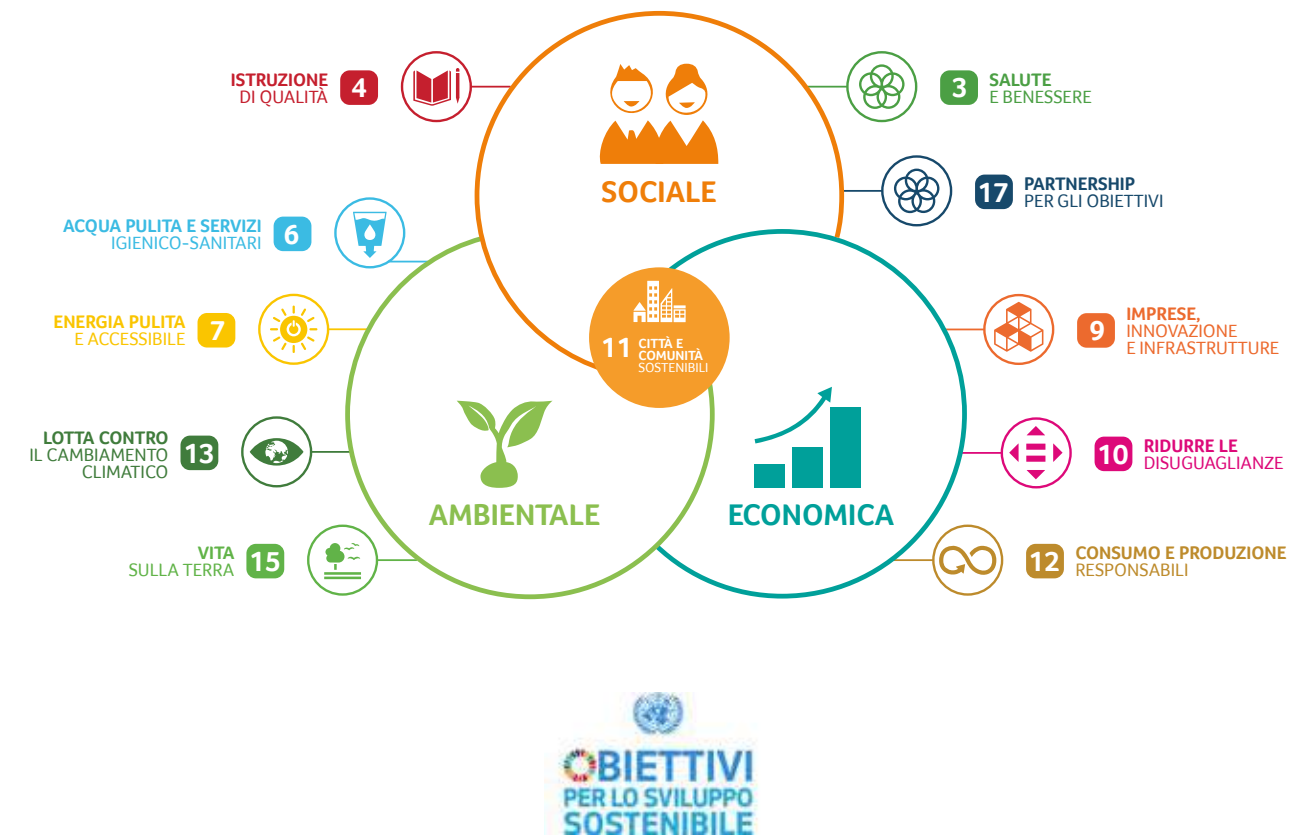 ISTRUZIONE
DI QUALITÀ
4
3
SALUTE
E BENESSERE
SOCIALE
17
PARTNERSHIP
PER GLI OBIETTIVI
ACQUA PULITA E SERVIZI
IGIENICO-SANITARI
6
ENERGIA PULITA
E ACCESSIBILE
7
11
CITTÀ E
COMUNITÀ
SOSTENIBILI
9
IMPRESE,
INNOVAZIONE
E INFRASTRUTTURE
LOTTA CONTRO
IL CAMBIAMENTO
CLIMATICO
13
10
RIDURRE LE
DISUGUAGLIANZE
AMBIENTALE
ECONOMICA
VITA
SULLA TERRA
15
12
CONSUMO E PRODUZIONE
RESPONSABILI
OBIETTIVI
PER LO SVILUPPO
SOSTENIBILE